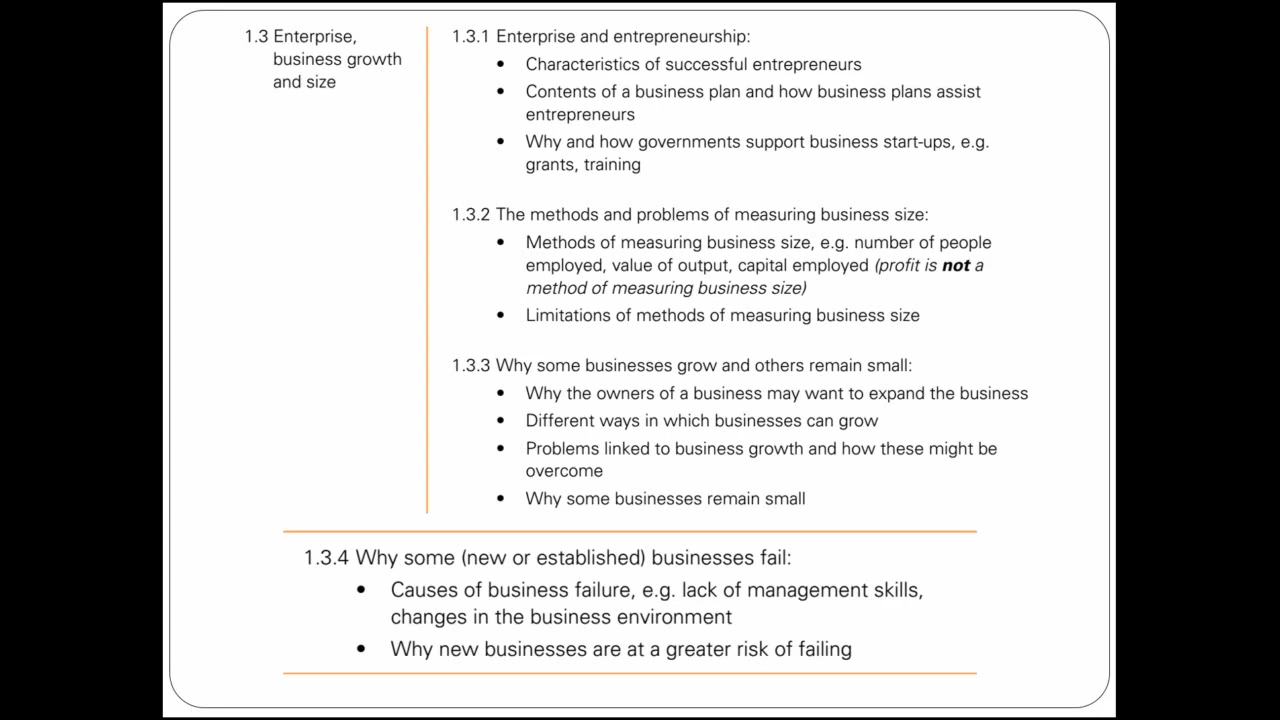 1.3 Enterprise,
business growth
and size
1.3.1 Enterprise and entrepreneurship:
• Characteristics of successful entrepreneurs
• Contents of a business plan and how business plans assist
entrepreneurs
• Why and how governments support business start-ups, e.g.
grants, training
1.3.2 The methods and problems of measuring business size:
• Methods of measuring business size, e.g. number of people
employed, value of output, capital employed (profit is not a
method of measuring business size)
• Limitations of methods of measuring business size
1.3.3 Why some businesses grow and others remain small:
• Why the owners of a business may want to expand the business
• Different ways in which businesses can grow
• Problems linked to business growth and how these might be
overcome
• Why some businesses remain small
1.3.4 Why some (new or established) businesses fail:
• Causes of business failure, e.g. lack of management skills,
changes in the business environment
• Why new businesses are at a greater risk of failing